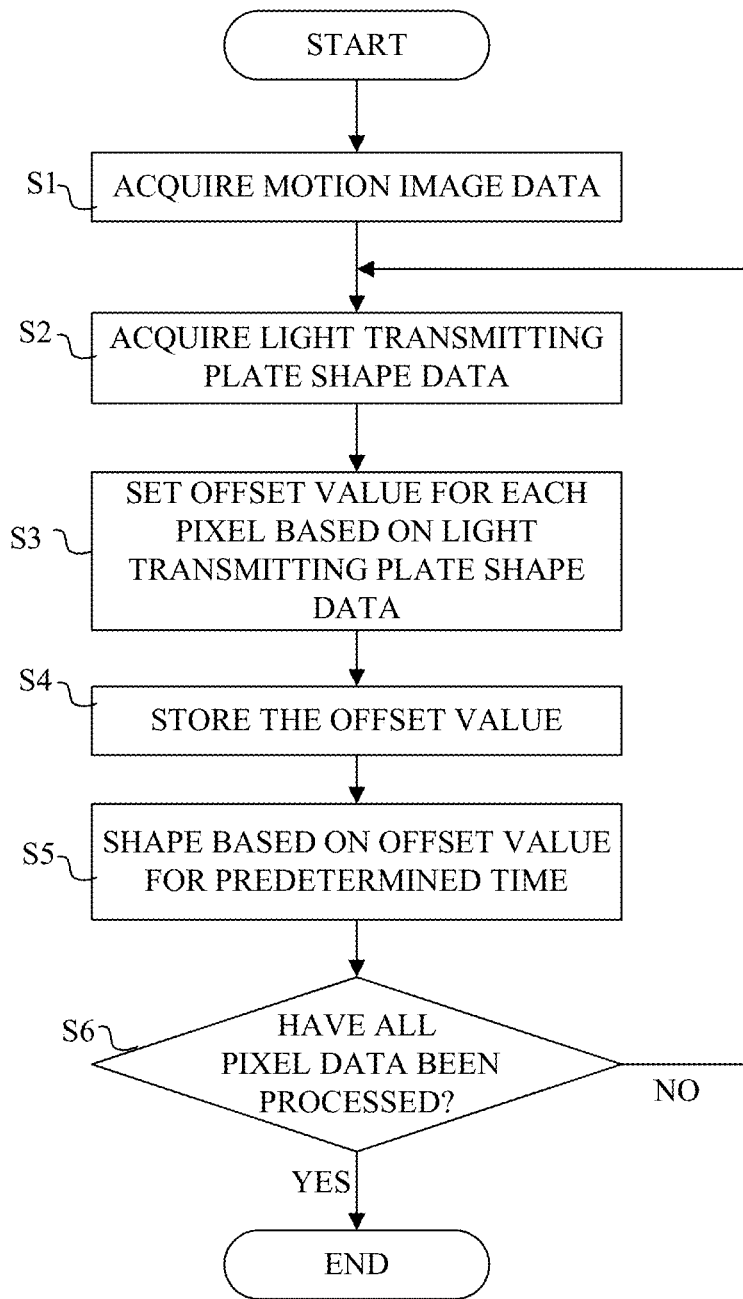 START
S1
ACQUIRE MOTION IMAGE DATA
S2
ACQUIRE LIGHT TRANSMITTING
PLATE SHAPE DATA
S3
SET OFFSET VALUE FOR EACH
PIXEL BASED ON LIGHT
TRANSMITTING PLATE SHAPE
DATA
S4
STORE THE OFFSET VALUE
S5
SHAPE BASED ON OFFSET VALUE
FOR PREDETERMINED TIME
S6
HAVE ALL
PIXEL DATA BEEN
PROCESSED?
NO
YES
END